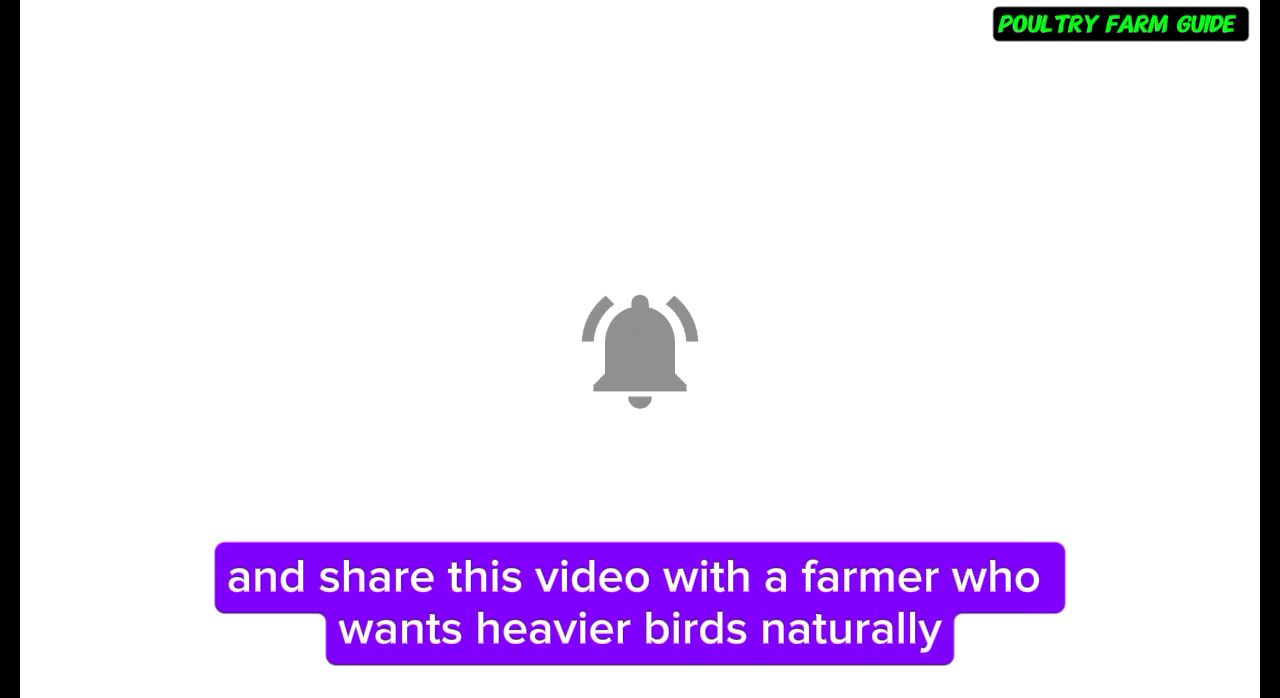 POULTRY FARM GUIDE
and share this video with a farmer who
wants heavier birds naturally